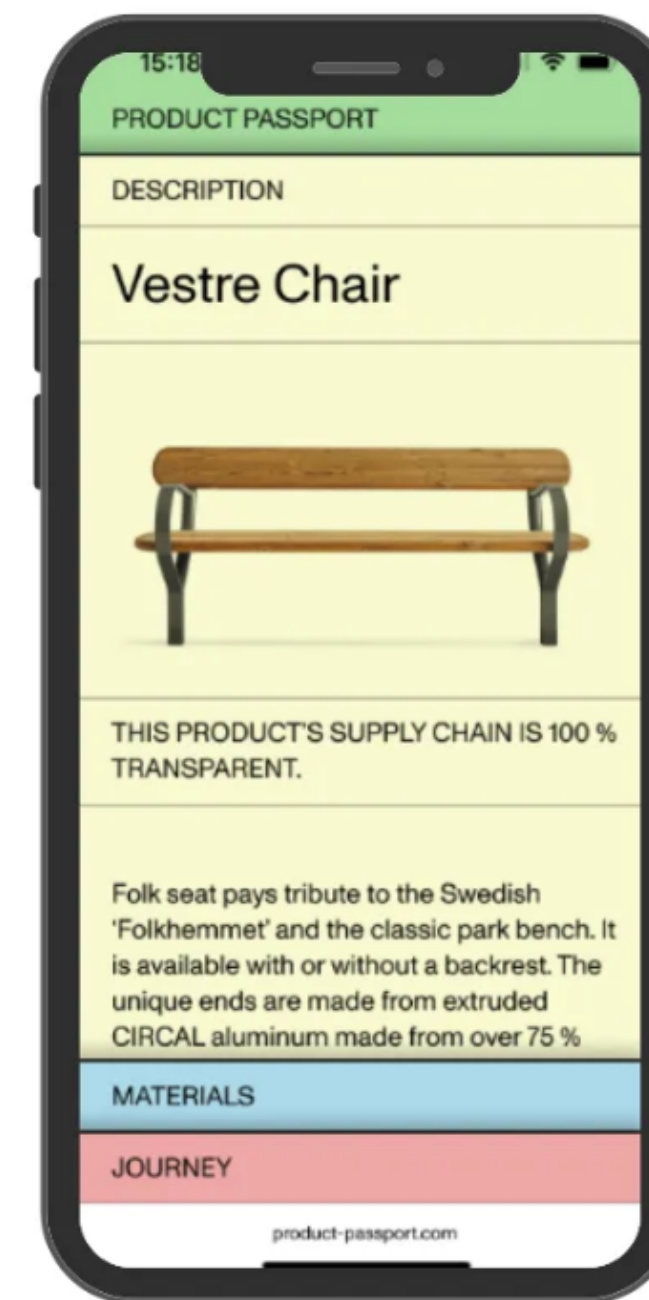 15:18
PRODUCT PASSPORT
DESCRIPTION
Vestre Chair
THIS PRODUCT'S SUPPLY CHAIN IS 100 %
TRANSPARENT.
Folk seat pays tribute to the Swedish
'Folkhemmet' and the classic park bench. It
is available with or without a backrest. The
unique ends are made from extruded
CIRCAL aluminum made from over 75 %
MATERIALS
JOURNEY
product-passport.com